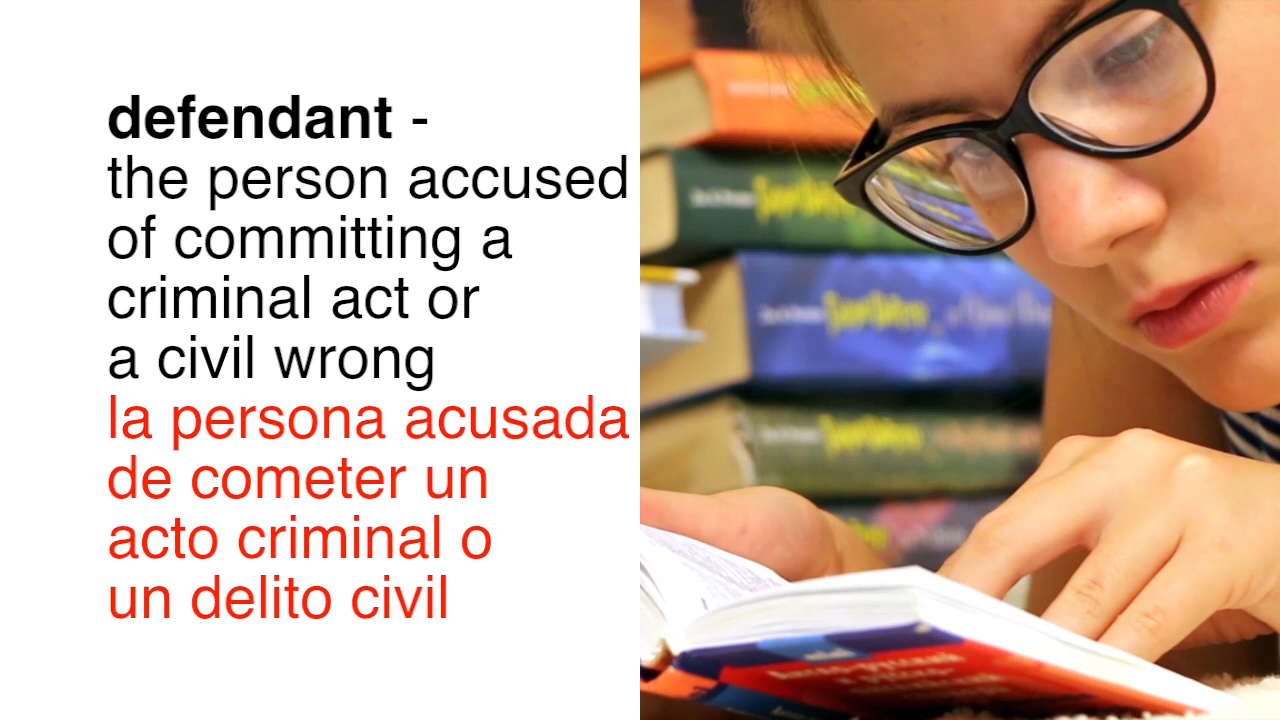 defendant -
the person accused
of committing a
criminal act or
a civil wrong
la persona acusada
de cometer un
acto criminal o
un delito civil